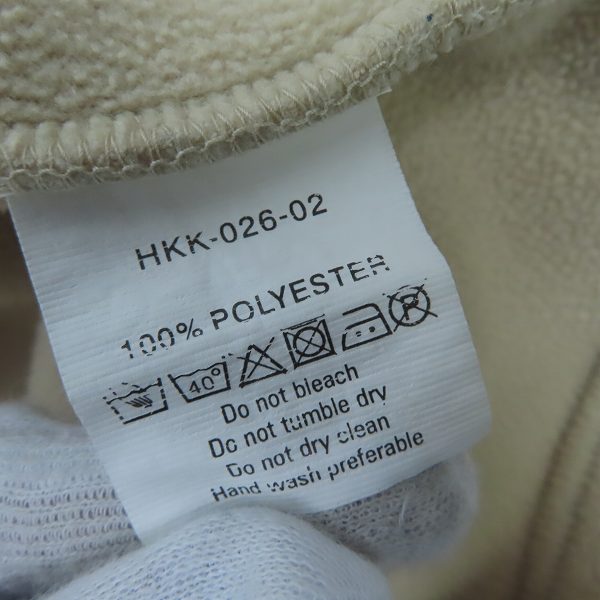 HKK-026-02
100% POLYESTER
40°
P
Do not bleach
Do not tumble dry
Do not dry clean
Hand wash preferable